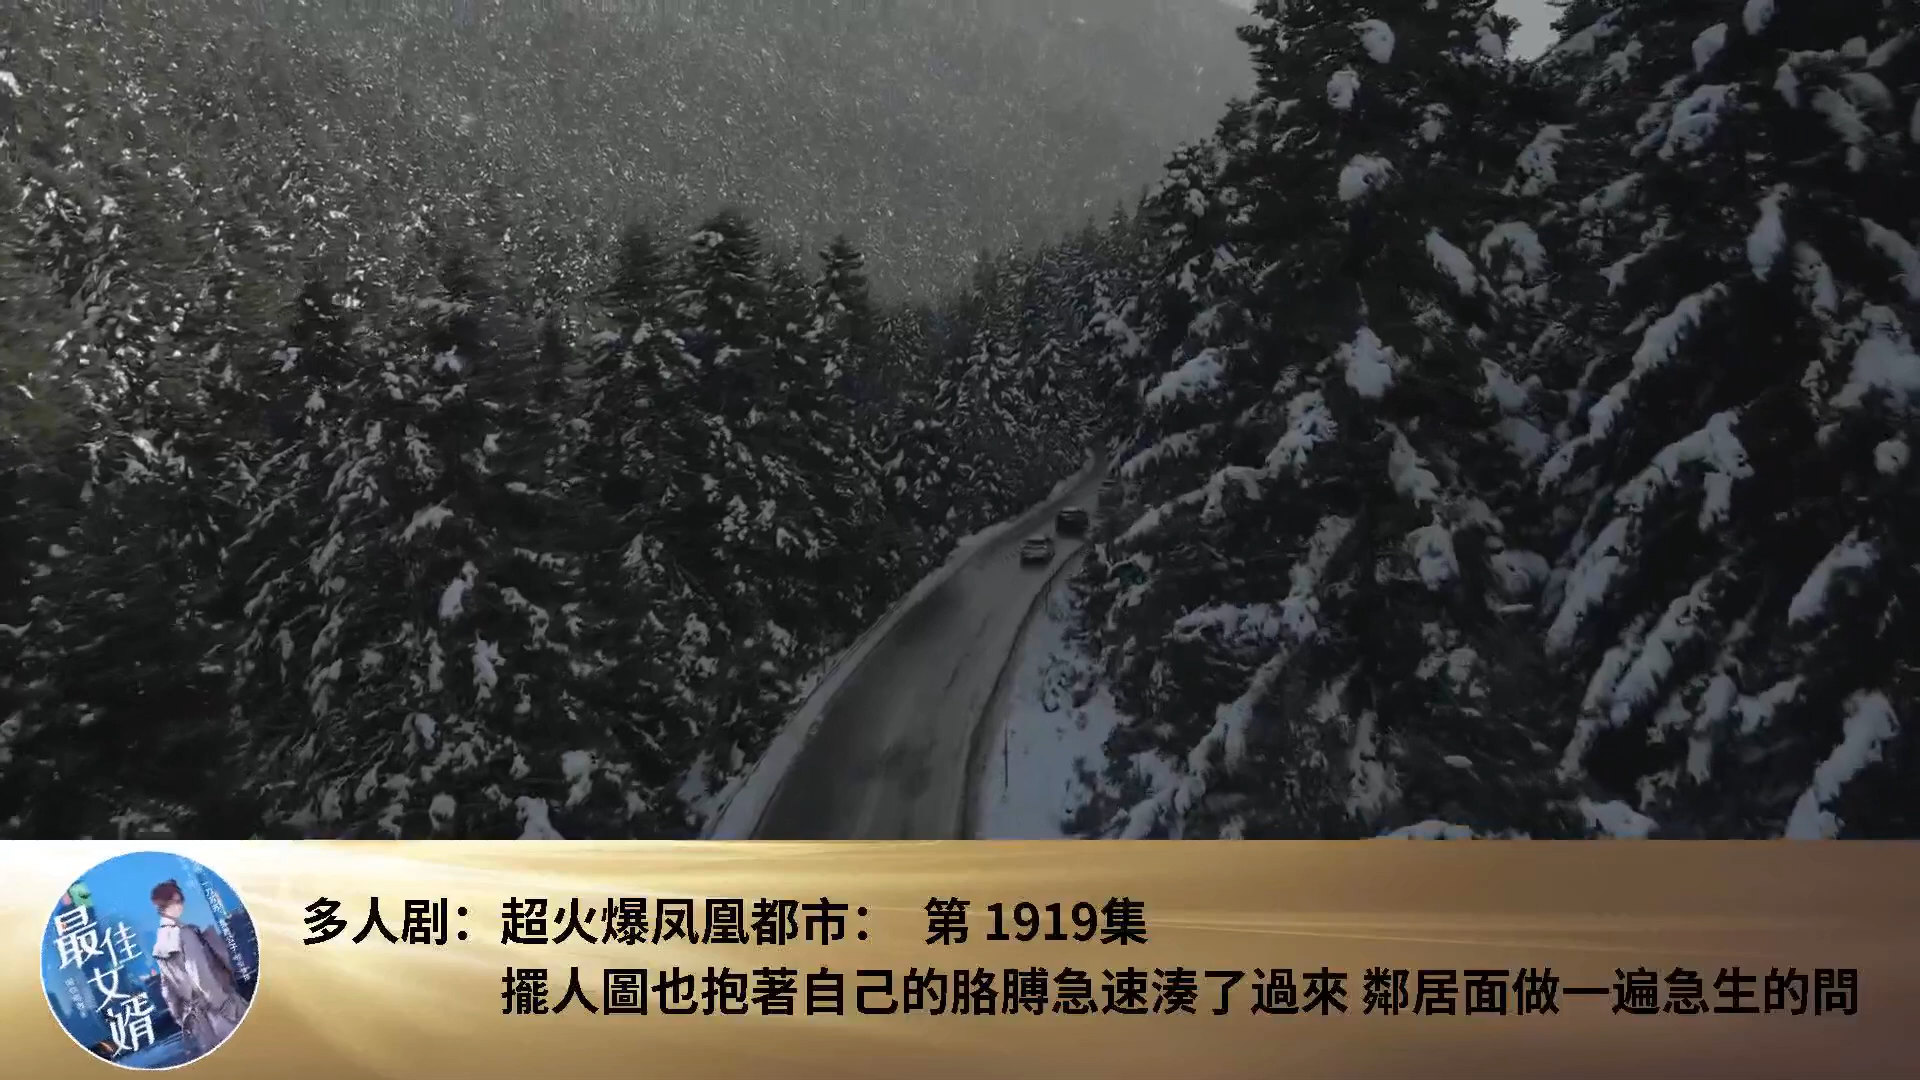 多人剧：超火爆凤凰都市： 第 1919集
擺人圖也抱著自己的胳膊急速湊了過來 鄰居面做一遍急生的問
最佳女婿